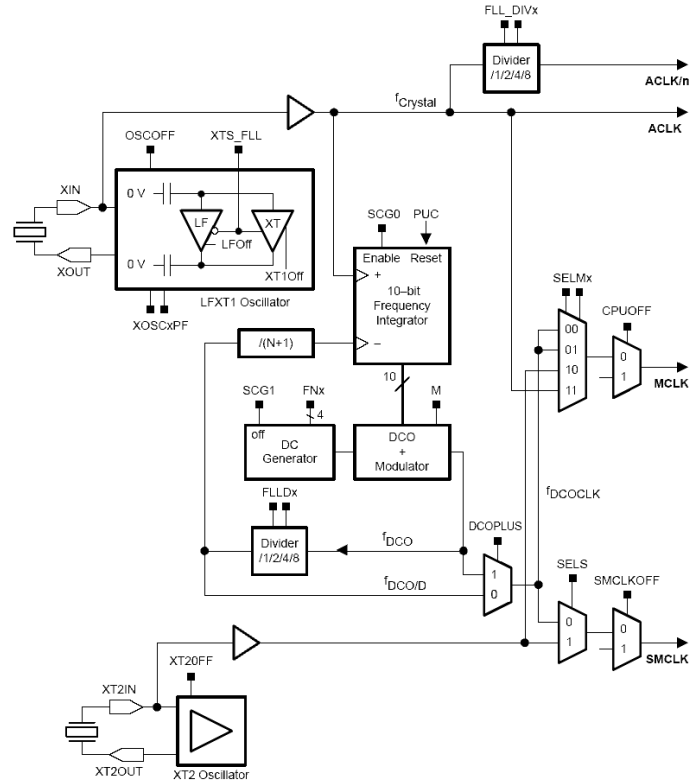 FLL_DIVx
Divider
/1/2/4/8
ACLK/n
fCrystal
ACLK
OSCOFF
XTS_FLL
XIN
0 V
LF
XT
SCG0
PUC
LFOff
Enable
Reset
0 V
XT1Off
+
XOUT
10–bit
Frequency
Integrator
LFXT1 Oscillator
SELMx
XOSCxPF
CPUOFF
00
/(N+1)
–
01
0
10
1
MCLK
10
11
SCG1
FNx
M
4
off
DC
Generator
DCO
+
Modulator
fDCOCLK
FLLDx
Divider
/1/2/4/8
fDCO
DCOPLUS
1
SELS
fDCO/D
0
SMCLKOFF
0
0
1
1
SMCLK
XT20FF
XT2IN
XT2OUT
XT2 Oscillator